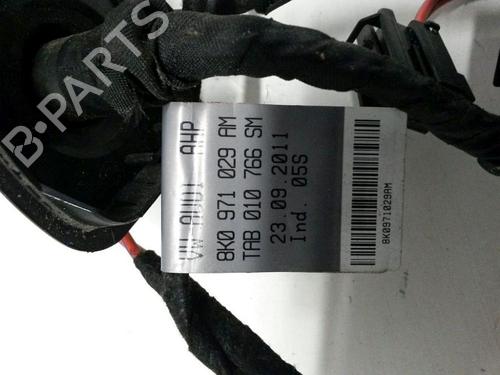 VW AUDI AHP
8K0 971 029 AM
TAB 010 766 SM
23.09.2011
Ind. 05S
8K0971029AM
B-PARTS